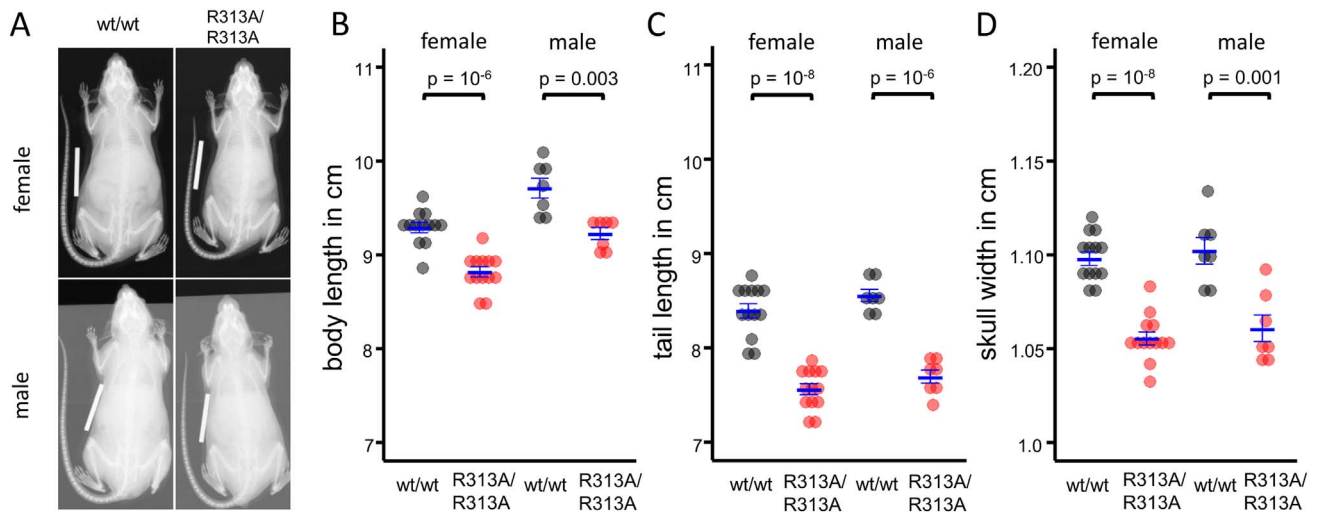 A
wt/wt
R313A/
R313A
female
male
B
female
male
p = 10-6
p = 0.003
body length in cm
11
10
9
8
7
wt/wt
R313A/
R313A
wt/wt
R313A/
R313A
C
female
male
p = 10-8
p = 10-6
tail length in cm
11
10
9
8
7
wt/wt
R313A/
R313A
wt/wt
R313A/
R313A
D
female
male
p = 10-8
p = 0.001
skull width in cm
1.20
1.15
1.10
1.05
1.0
wt/wt
R313A/
R313A
wt/wt
R313A/
R313A